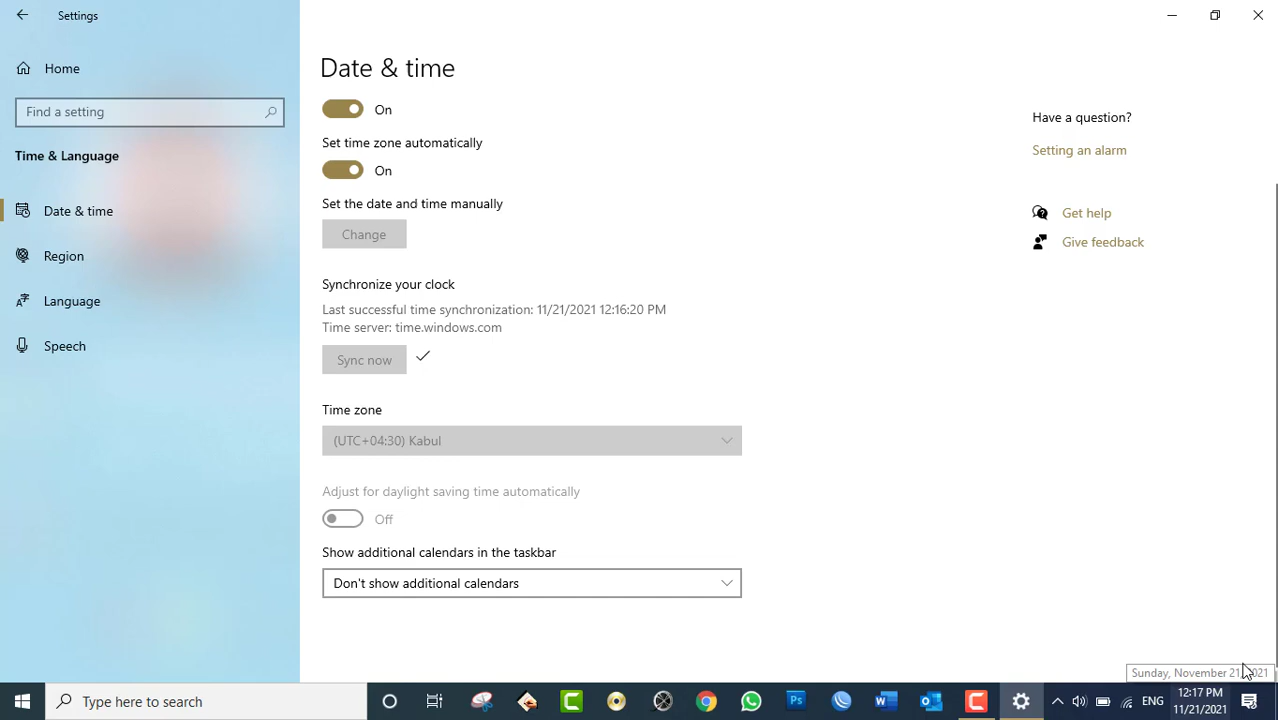 Settings
Home
Find a setting
Time & Language
Date & time
Region
Language
Speech
Date & time
On
Set time zone automatically
On
Set the date and time manually
Change
Synchronize your clock
Last successful time synchronization: 11/21/2021 12:16:20 PM
Time server: time.windows.com
Sync now
Time zone
(UTC+04:30) Kabul
Adjust for daylight saving time automatically
Off
Show additional calendars in the taskbar
Don't show additional calendars
Have a question?
Setting an alarm
Get help
Give feedback
Sunday, November 21, 2021
Type here to search
Ps
ENG
12:17 PM
11/21/2021